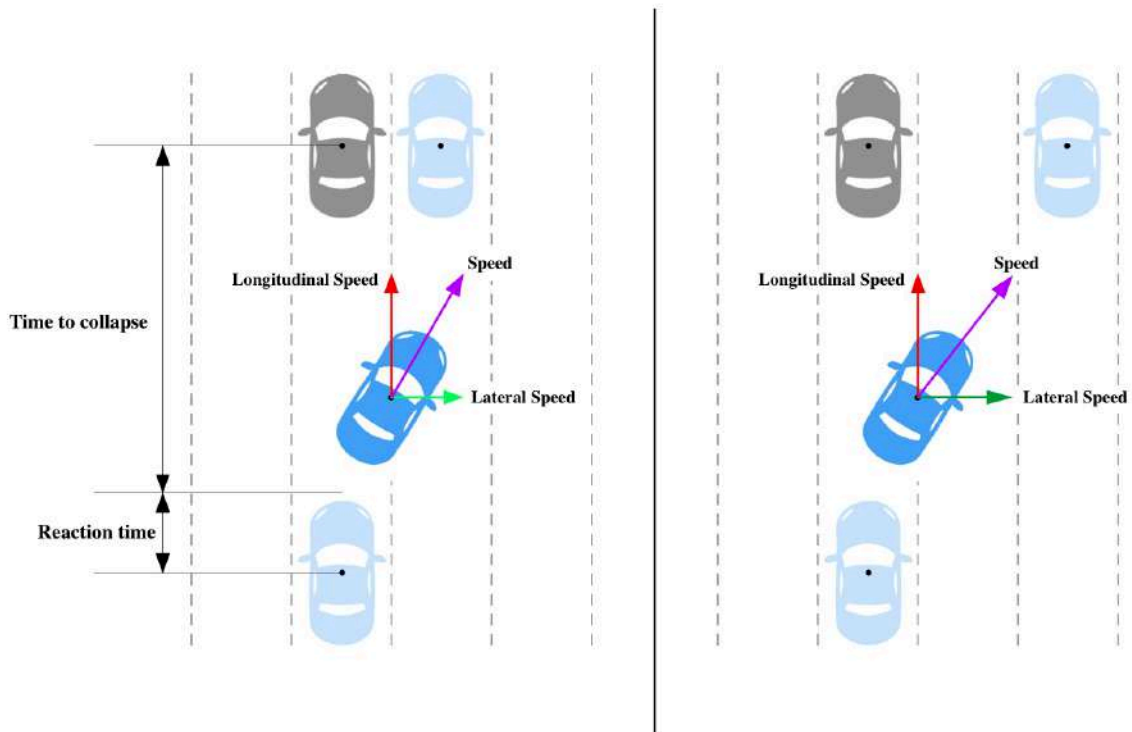 Speed
Longitudinal Speed
Time to collapse
Lateral Speed
Reaction time
Speed
Longitudinal Speed
Lateral Speed